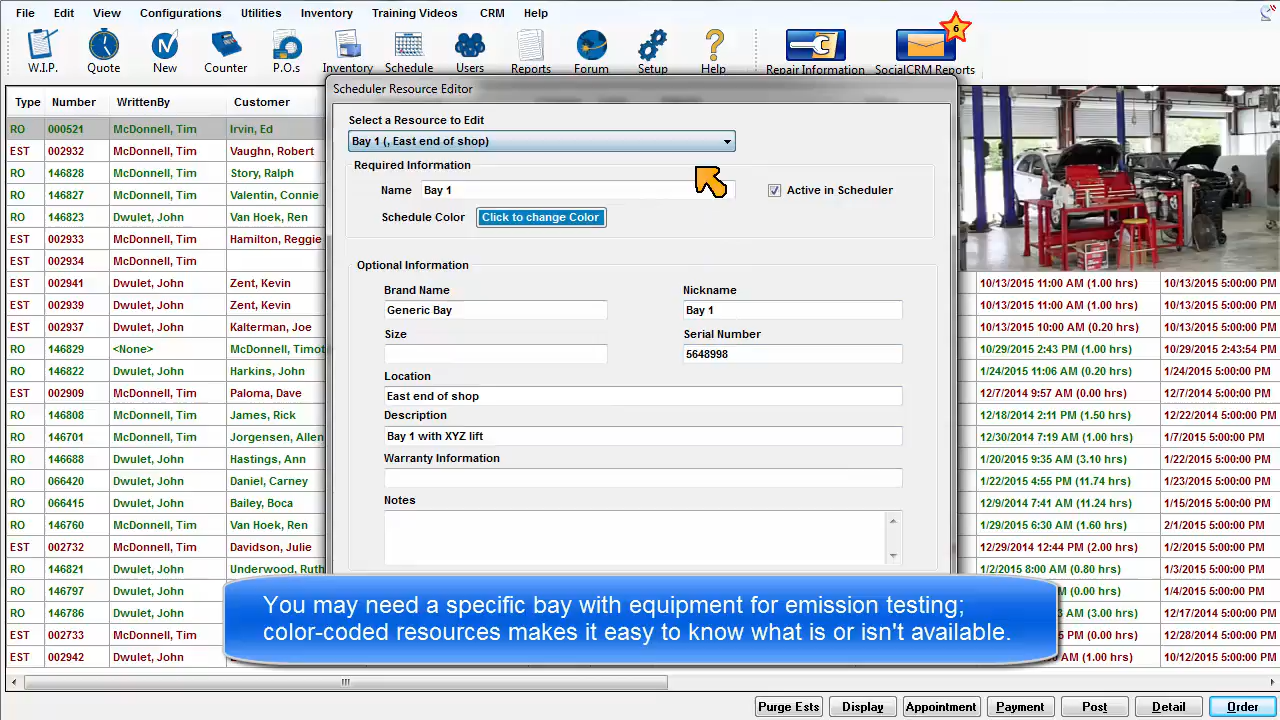 File Edit View Configurations Utilities Inventory Training Videos CRM Help
6
W.I.P. Quote New Counter P.O.s Inventory Schedule Users Reports Forum Setup Help Repair Information SocialCRM Reports
Scheduler Resource Editor
Select a Resource to Edit
Bay 1 (, East end of shop)
Required Information
Name Bay 1
Active in Scheduler
Schedule Color Click to change Color
Optional Information
Brand Name Nickname
Generic Bay Bay 1
Size Serial Number
5648998
Location
East end of shop
Description
Bay 1 with XYZ lift
Warranty Information
Notes
Type Number WrittenBy Customer
RO 000521 McDonnell, Tim Irvin, Ed
EST 002932 McDonnell, Tim Vaughn, Robert
RO 146828 McDonnell, Tim Story, Ralph
RO 146827 McDonnell, Tim Valentin, Connie
RO 146823 Dwulet, John Van Hoek, Ren
EST 002933 McDonnell, Tim Hamilton, Reggie
EST 002934 McDonnell, Tim
EST 002941 Dwulet, John Zent, Kevin 10/13/2015 11:00 AM (1.00 hrs) 10/13/2015 5:00:00 PM
EST 002939 Dwulet, John Zent, Kevin 10/13/2015 11:00 AM (1.00 hrs) 10/13/2015 5:00:00 PM
EST 002937 Dwulet, John Kalterman, Joe 10/13/2015 10:00 AM (0.20 hrs) 10/13/2015 5:00:00 PM
RO 146829 <None> McDonnell, Timot 10/29/2015 2:43 PM (1.00 hrs) 10/29/2015 2:43:54 PM
RO 146822 Dwulet, John Harkins, John 1/24/2015 11:06 AM (0.20 hrs) 1/24/2015 5:00:00 PM
EST 002909 McDonnell, Tim Paloma, Dave 12/7/2014 9:57 AM (0.00 hrs) 12/7/2014 5:00:00 PM
RO 146808 McDonnell, Tim James, Rick 12/18/2014 2:11 PM (1.50 hrs) 12/22/2014 5:00:00 PM
RO 146701 McDonnell, Tim Jorgensen, Allen 12/30/2014 7:19 AM (1.00 hrs) 1/1/2015 5:00:00 PM
RO 146688 McDonnell, Tim Hastings, Ann 1/20/2015 9:35 AM (3.10 hrs) 1/21/2015 5:00:00 PM
RO 066420 Dwulet, John Daniel, Carney 1/22/2015 4:55 PM (11.74 hrs) 1/23/2015 5:00:00 PM
RO 066415 Dwulet, John Bailey, Boca 12/9/2014 7:41 AM (11.24 hrs) 1/15/2015 5:00:00 PM
RO 146760 McDonnell, Tim Van Hoek, Ren 1/29/2015 6:30 AM (1.60 hrs) 2/1/2015 5:00:00 PM
EST 002732 McDonnell, Tim Davidson, Julie 12/29/2014 12:44 PM (2.00 hrs) 1/2/2015 5:00:00 PM
RO 146821 Dwulet, John Underwood, Ruth 1/2/2015 8:00 AM (0.80 hrs) 1/3/2015 5:00:00 PM
RO 146797 McDonnell, Tim 1/4/2015 5:00:00 PM
RO 146786 McDonnell, Tim AM (3.00 hrs) 12/17/2014 5:00:00 PM
EST 002733 McDonnell, Tim 12/28/2014 5:00:00 PM
EST 002942 Dwulet, John 10/12/2015 5:00:00 PM
You may need a specific bay with equipment for emission testing;
color-coded resources makes it easy to know what is or isn't available.
Purge Ests Display Appointment Payment Post Detail Order